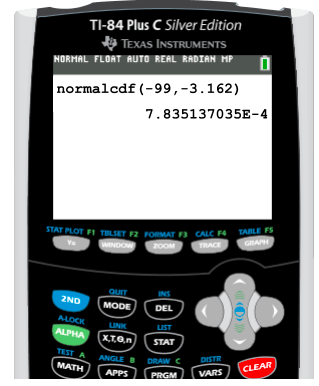 TI-84 Plus C Silver Edition
TEXAS INSTRUMENTS
NORMAL FLOAT AUTO REAL RADIAN MP
normalcdf(-99,-3.162)
7.835137035E-4
STAT PLOT F1 TBLSET F2 FORMAT F3 CALC F4 TABLE F5
Y= WINDOW ZOOM TRACE GRAPH
QUIT INS
2ND MODE DEL
A-LOCK LINK LIST
ALPHA X,T,θ,n STAT
TEST A ANGLE B DRAW C DISTR
MATH APPS PRGM VARS CLEAR